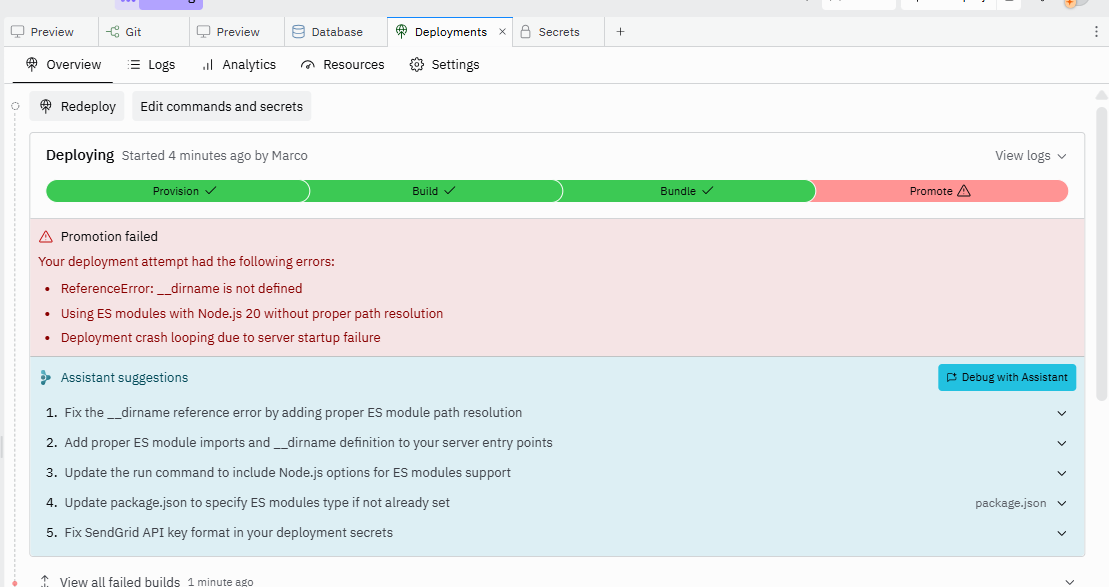 Preview Git Preview Database Deployments × Secrets +
Overview Logs Analytics Resources Settings
Redeploy Edit commands and secrets
Deploying Started 4 minutes ago by Marco View logs
Provision Build Bundle Promote
Promotion failed
Your deployment attempt had the following errors:
• ReferenceError: __dirname is not defined
• Using ES modules with Node.js 20 without proper path resolution
• Deployment crash looping due to server startup failure
Assistant suggestions Debug with Assistant
1. Fix the __dirname reference error by adding proper ES module path resolution
2. Add proper ES module imports and __dirname definition to your server entry points
3. Update the run command to include Node.js options for ES modules support
4. Update package.json to specify ES modules type if not already set package.json
5. Fix SendGrid API key format in your deployment secrets
View all failed builds 1 minute ago